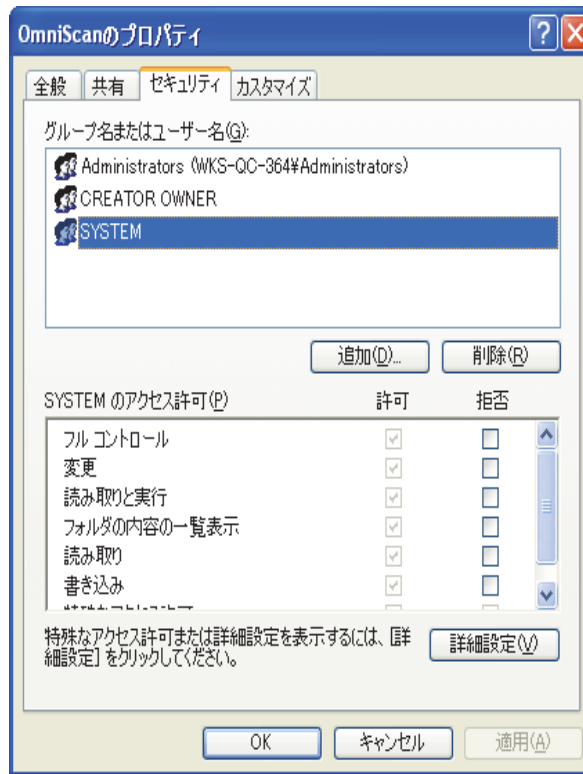 OmniScanのプロパティ
全般 共有 セキュリティ カスタマイズ
グループ名またはユーザー名(G):
Administrators (WKS-QC-364¥Administrators)
CREATOR OWNER
SYSTEM
追加(D)... 削除(R)
SYSTEM のアクセス許可(P) 許可 拒否
フル コントロール
変更
読み取りと実行
フォルダの内容の一覧表示
読み取り
書き込み
特殊なアクセス許可または詳細設定を表示するには、[詳
細設定] をクリックしてください。
詳細設定(V)
OK キャンセル 適用(A)